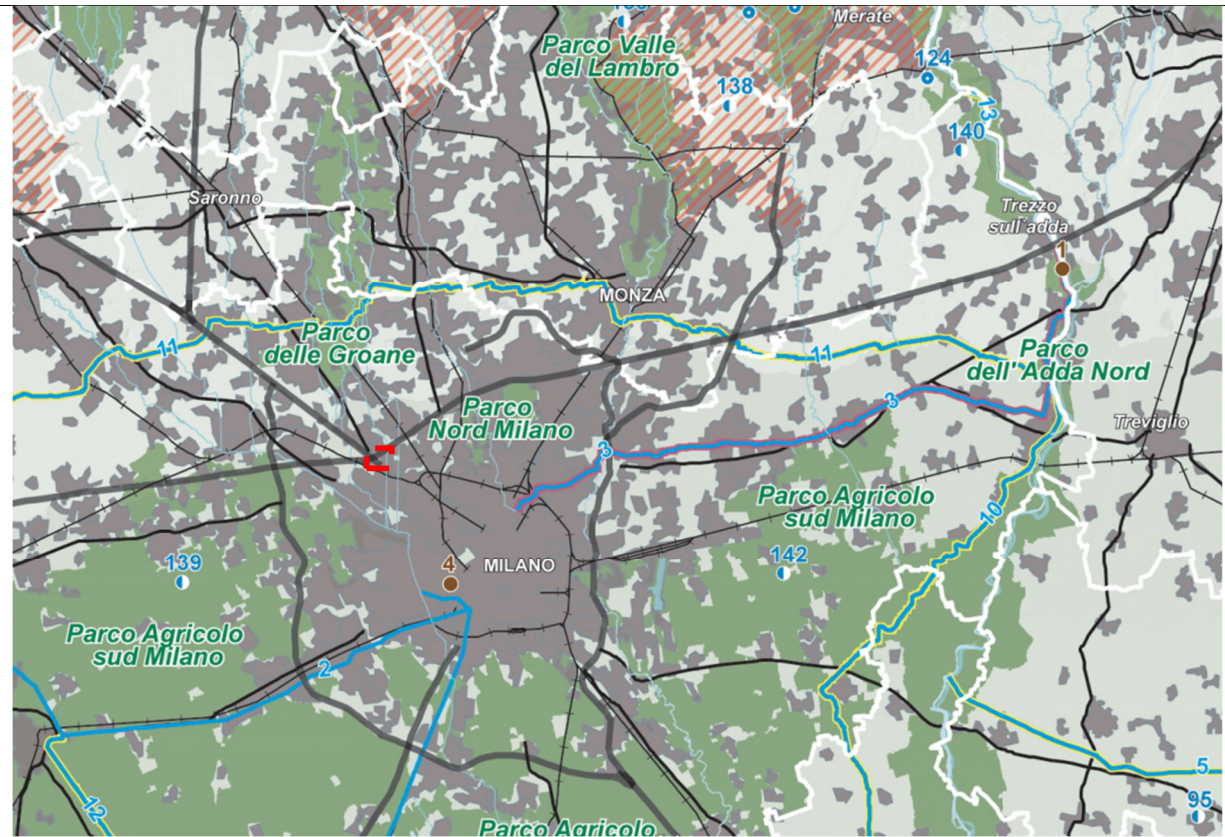 Merate
Parco Valle
del Lambro
124
138
13
140
Saronno
Trezzo
sull'adda
1
MONZA
11
Parco
delle Groane
11
Parco
dell' Adda Nord
3
Parco
Nord Milano
Treviglio
3
Parco Agricolo
sud Milano
10
139
4
MILANO
142
Parco Agricolo
sud Milano
2
5
12
95
Parco Agricolo